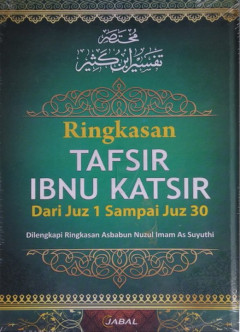 مختصر
تفسير ابن كثير
Ringkasan
TAFSIR
IBNU KATSIR
Dari Juz 1 Sampai Juz 30
Dilengkapi Ringkasan Asbabun Nuzul Imam As Suyuthi
JABAL